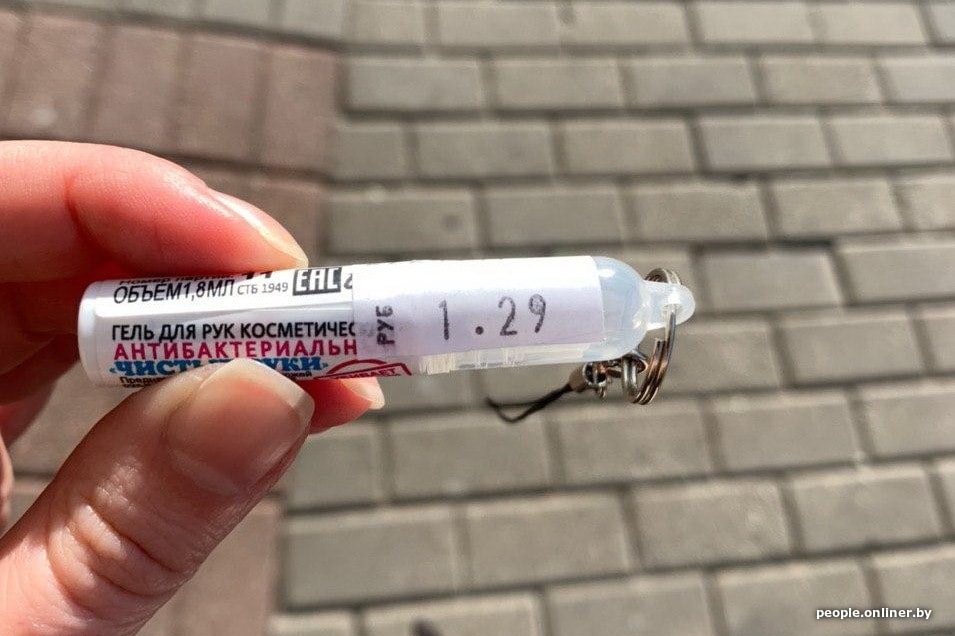 ОБЪЕМ1,8МЛ СТБ 1949 EAC
ГЕЛЬ ДЛЯ РУК КОСМЕТИЧЕС
АНТИБАКТЕРИАЛЬН
РУБ 1.29
people.onliner.by